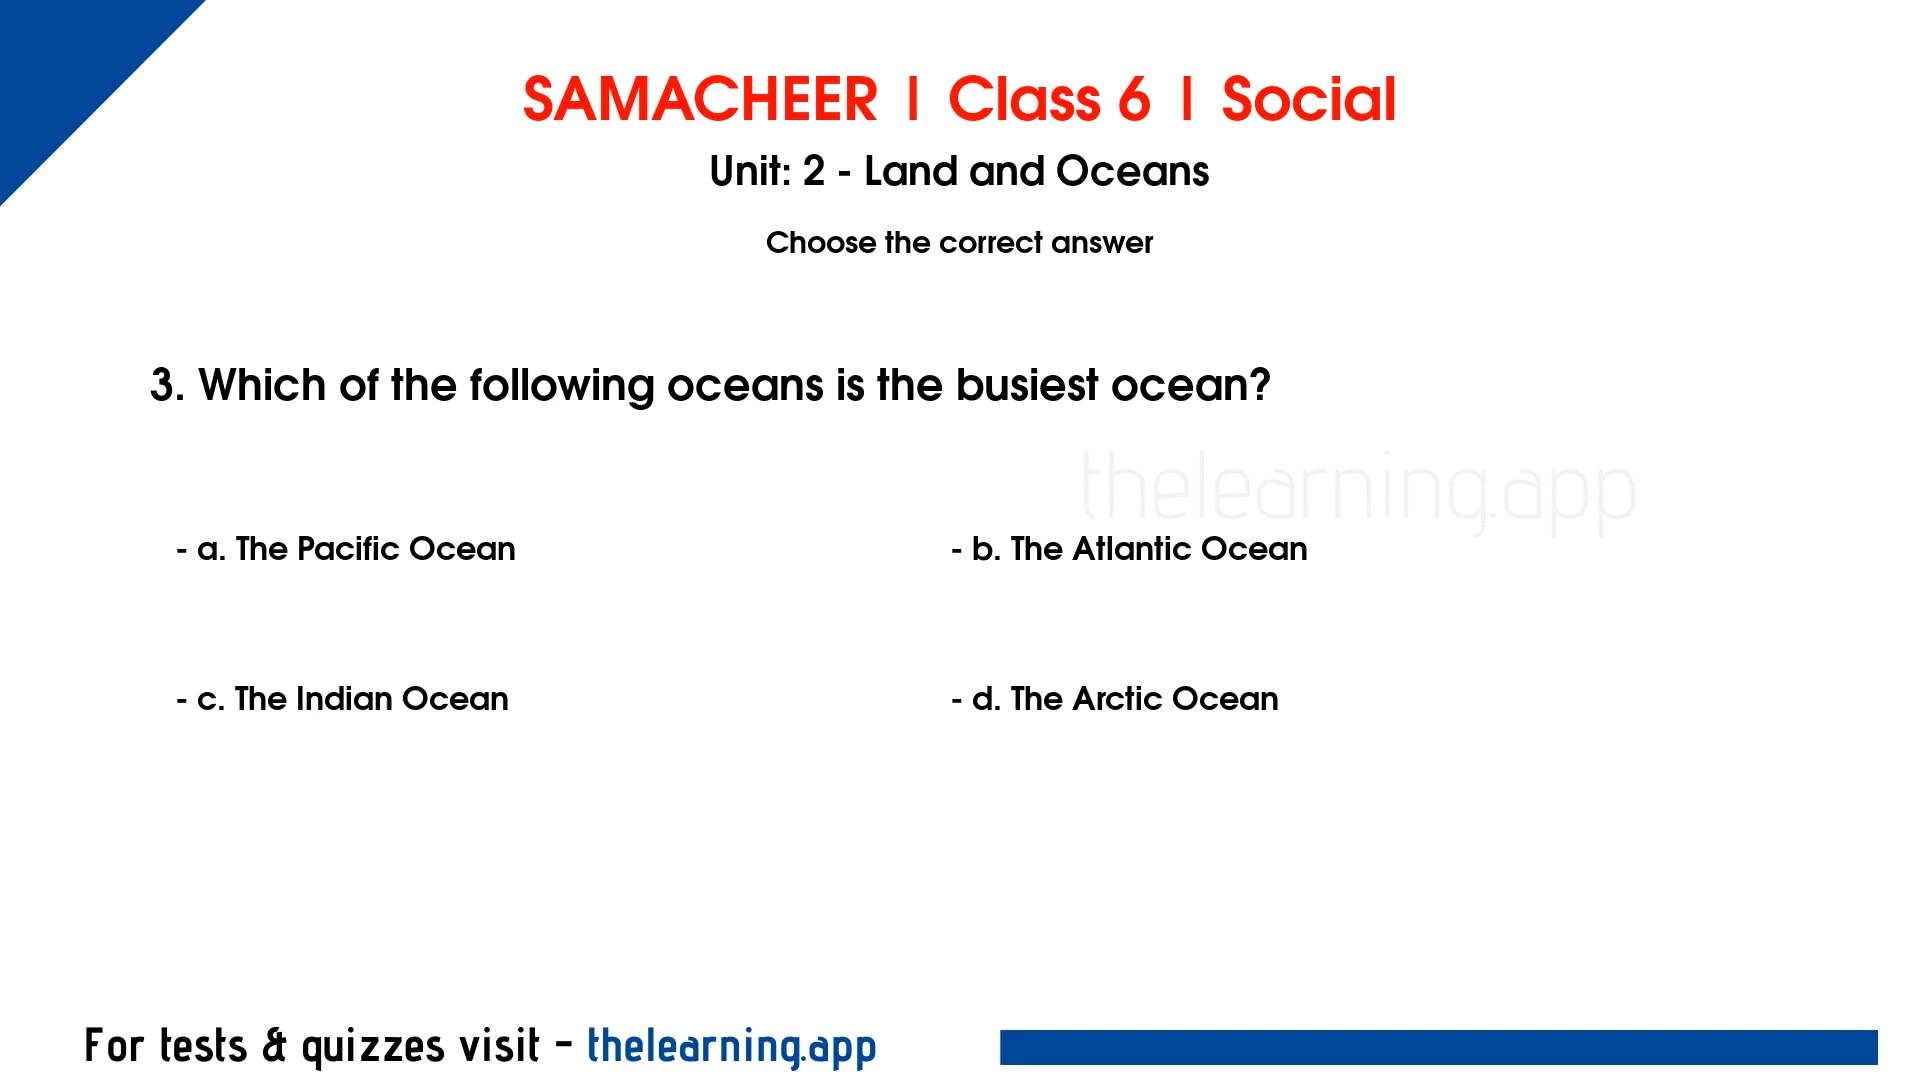 SAMACHEER | Class 6 | Social
Unit: 2 - Land and Oceans
Choose the correct answer
3. Which of the following oceans is the busiest ocean?
thelearning.app
- a. The Pacific Ocean
- b. The Atlantic Ocean
- c. The Indian Ocean
- d. The Arctic Ocean
For tests & quizzes visit - thelearning.app